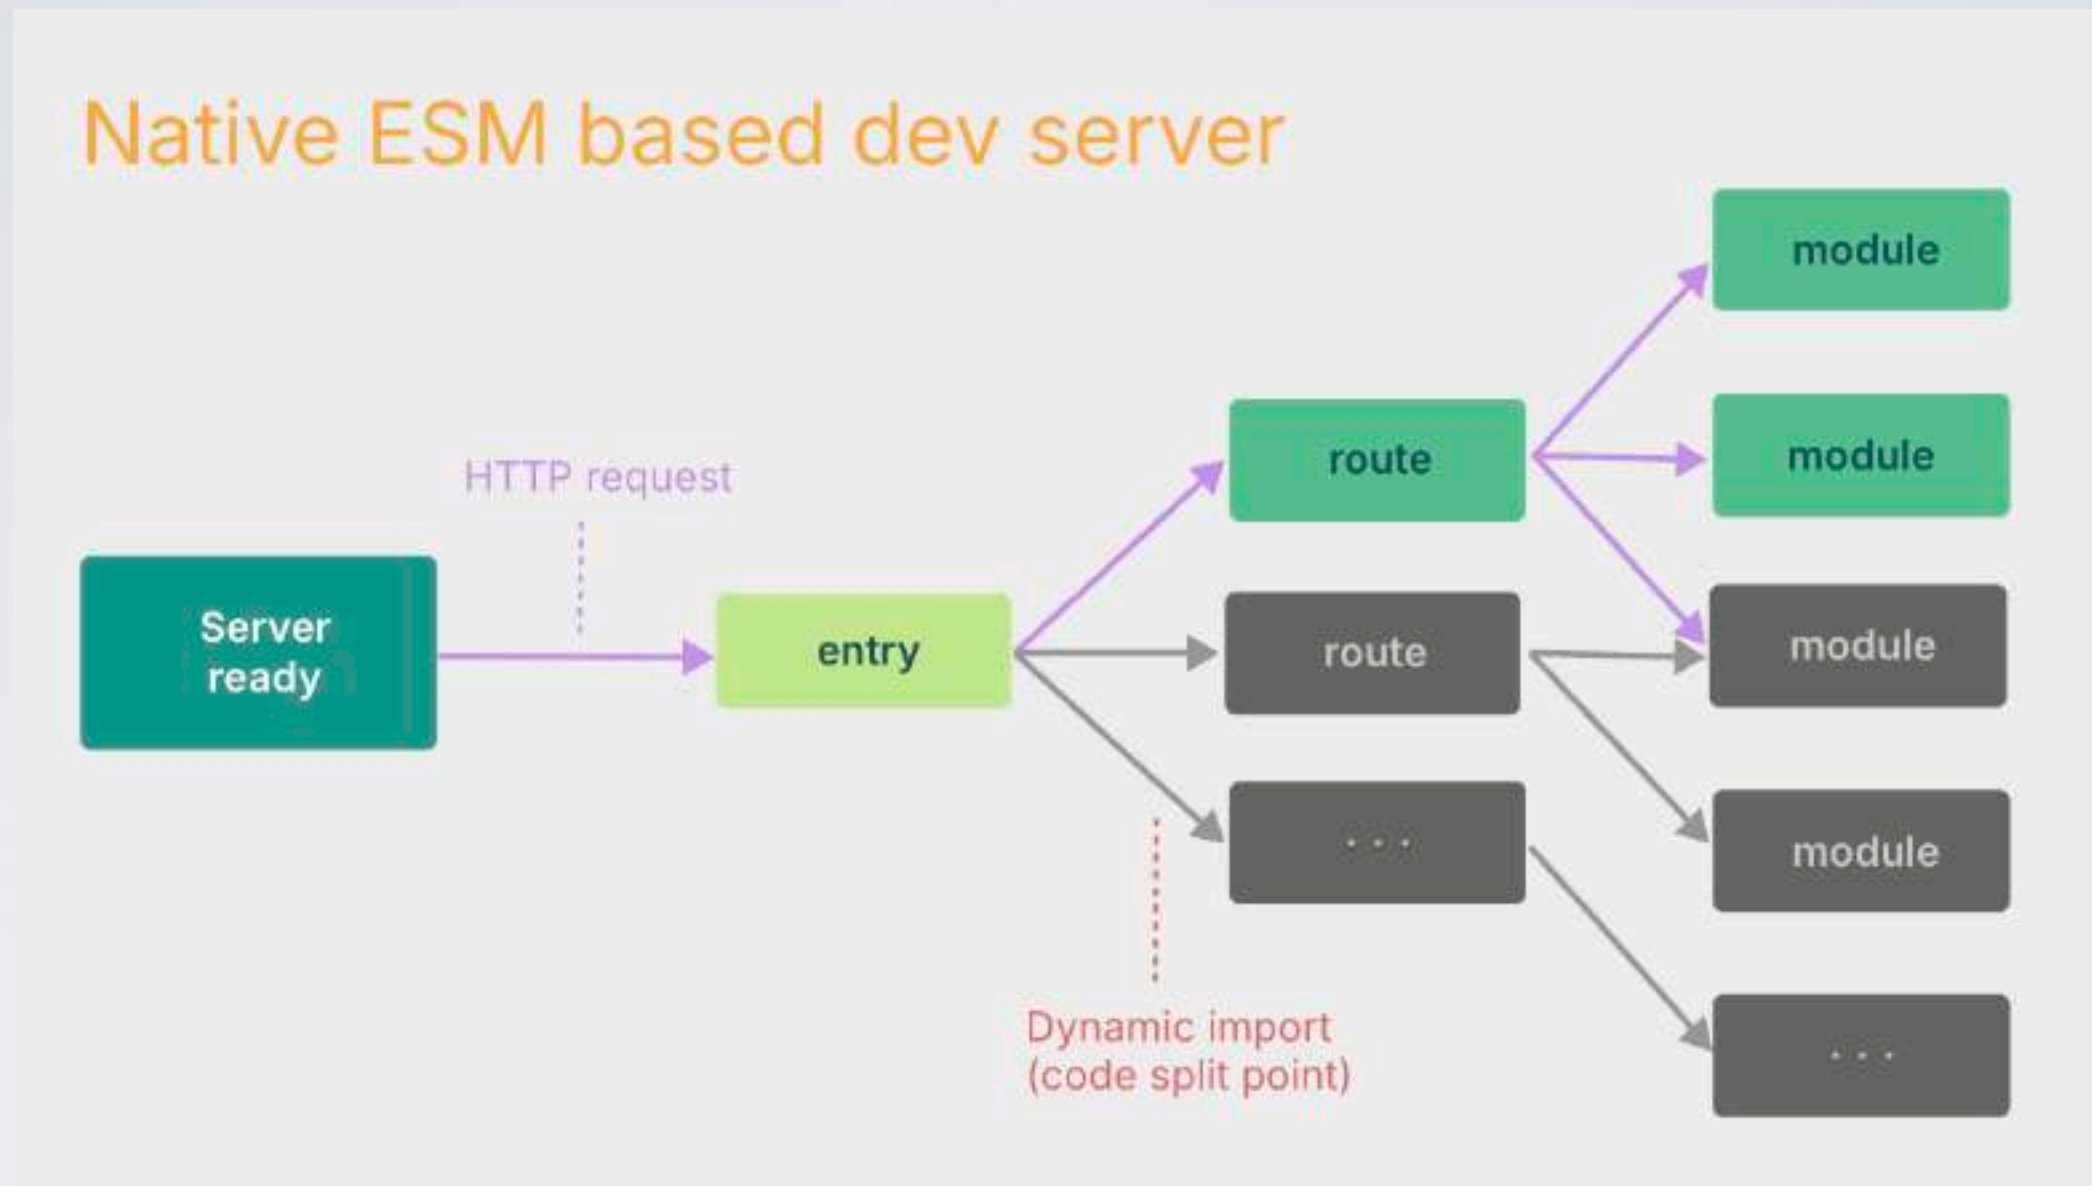 Native ESM based dev server
module
module
HTTP request
route
Server
ready
entry
route
module
. . .
module
Dynamic import
(code split point)
. . .